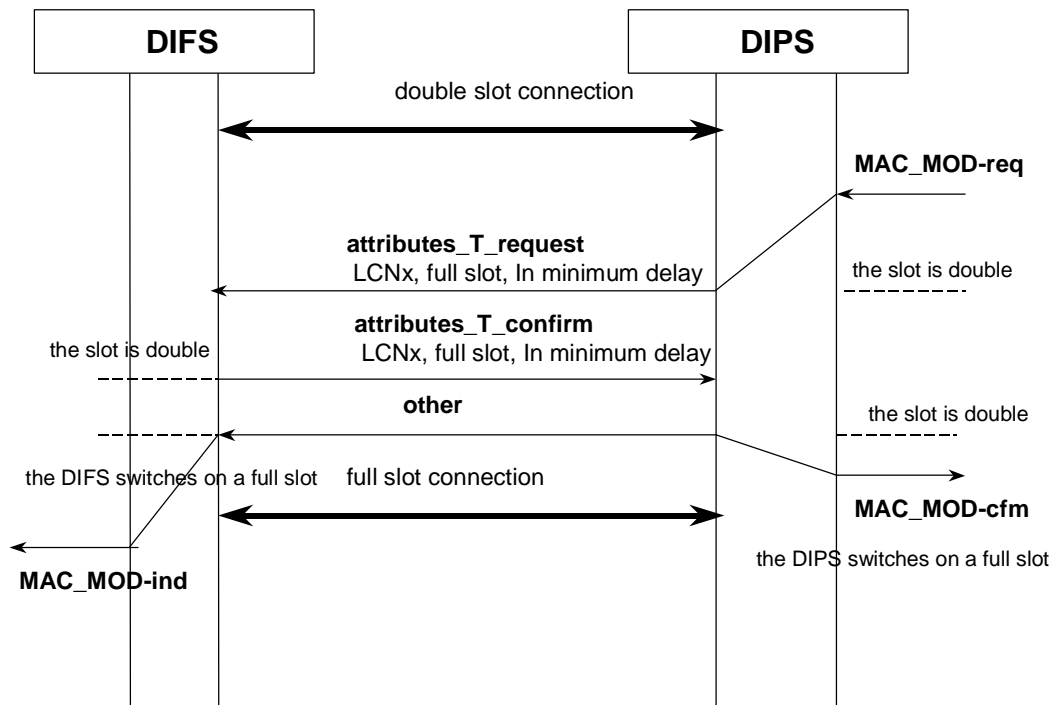 DIFS
DIPS
double slot connection
MAC_MOD-req
attributes_T_request
LCNx, full slot, In minimum delay
the slot is double
attributes_T_confirm
LCNx, full slot, In minimum delay
the slot is double
other
the slot is double
the DIFS switches on a full slot
full slot connection
MAC_MOD-cfm
the DIPS switches on a full slot
MAC_MOD-ind